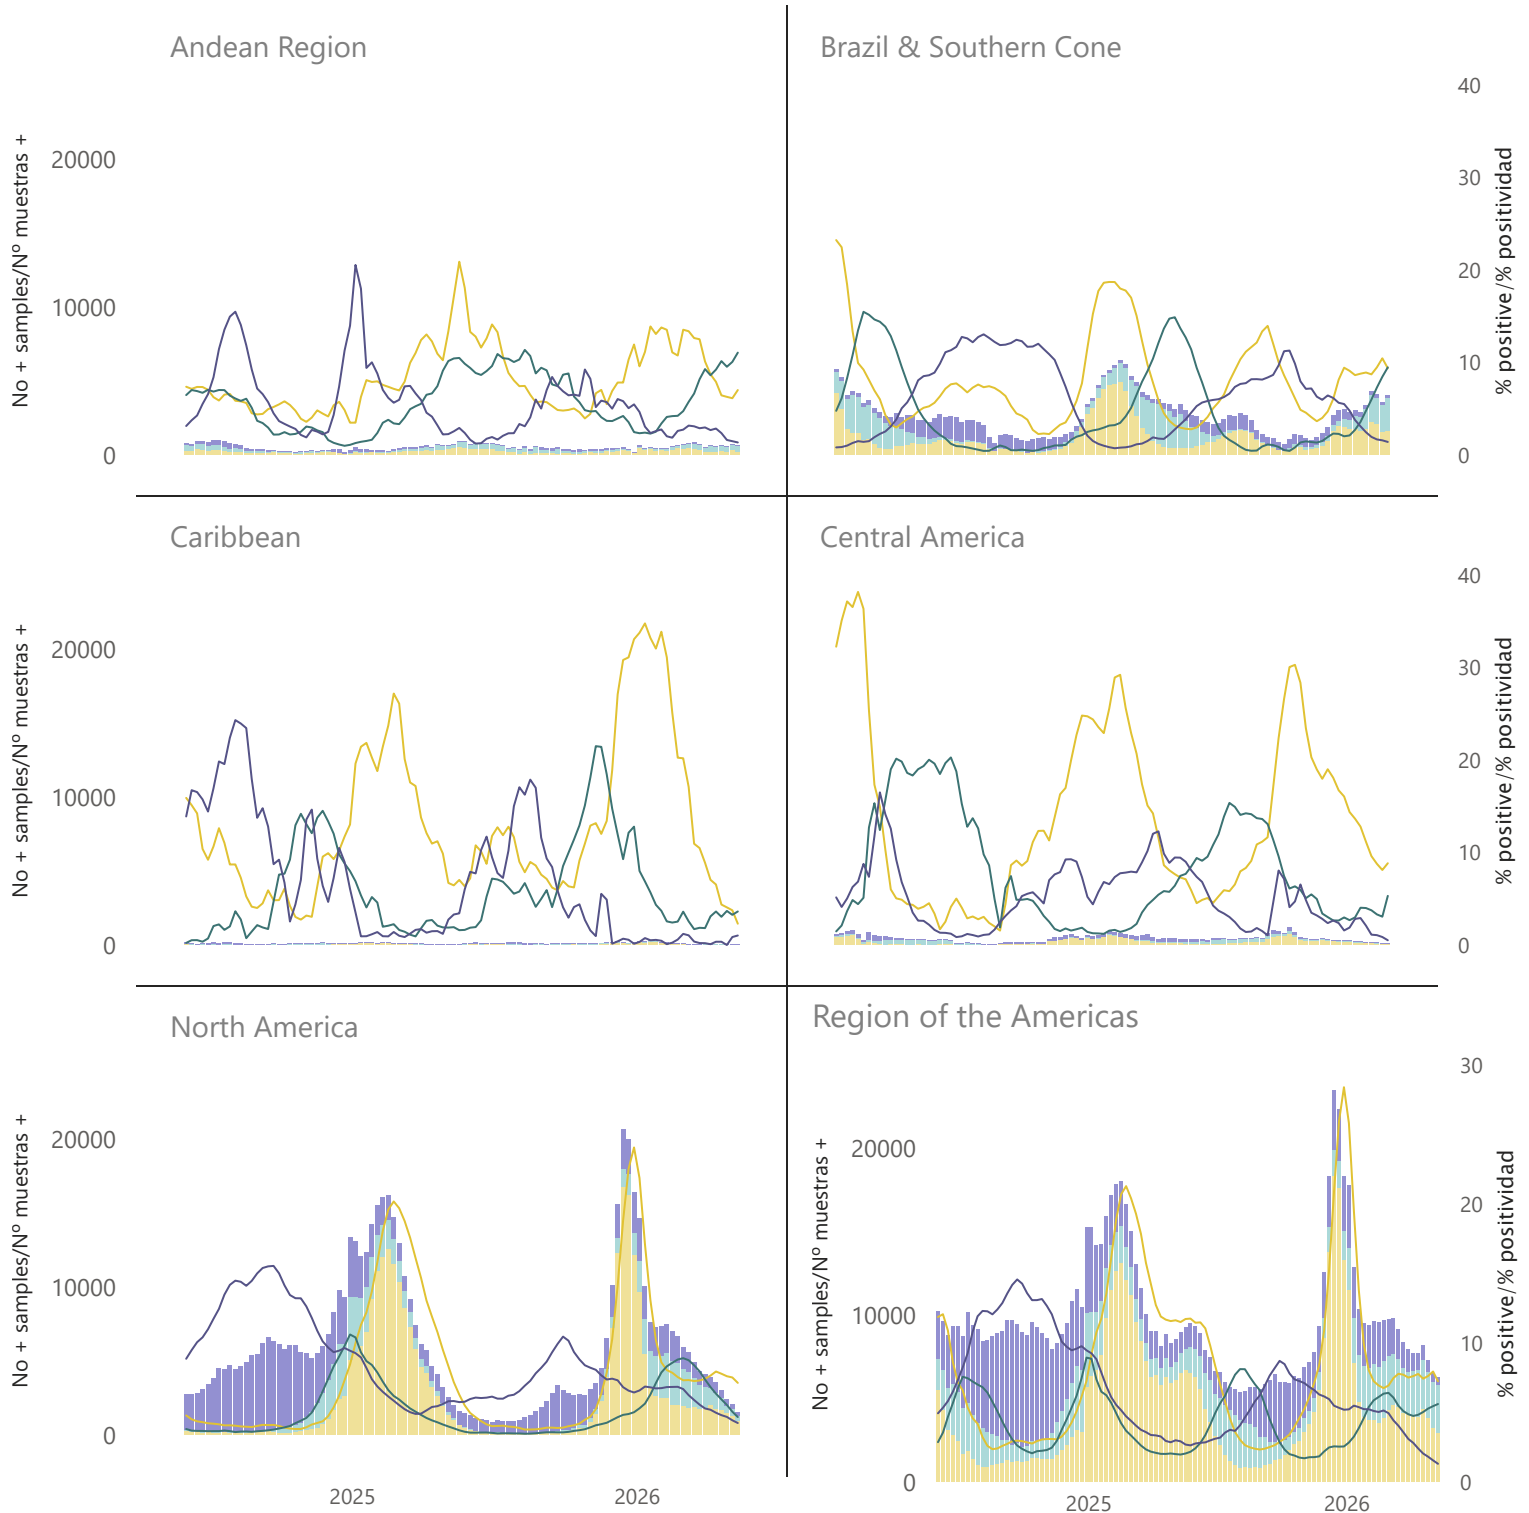 Andean Region
Brazil & Southern Cone
No + samples/Nº muestras +
20000
10000
0
40
30
20
10
0
% positive/% positividad
Caribbean
Central America
No + samples/Nº muestras +
20000
10000
0
40
30
20
10
0
% positive/% positividad
North America
Region of the Americas
No + samples/Nº muestras +
20000
10000
0
2025
2026
No + samples/Nº muestras +
20000
10000
0
30
20
10
0
% positive/% positividad
2025
2026